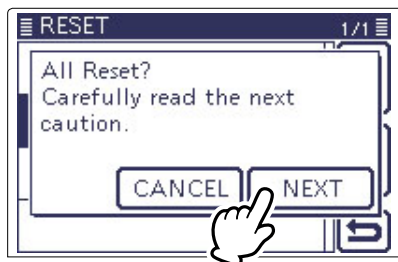 RESET 1/1
All Reset?
Carefully read the next
caution.
CANCEL NEXT